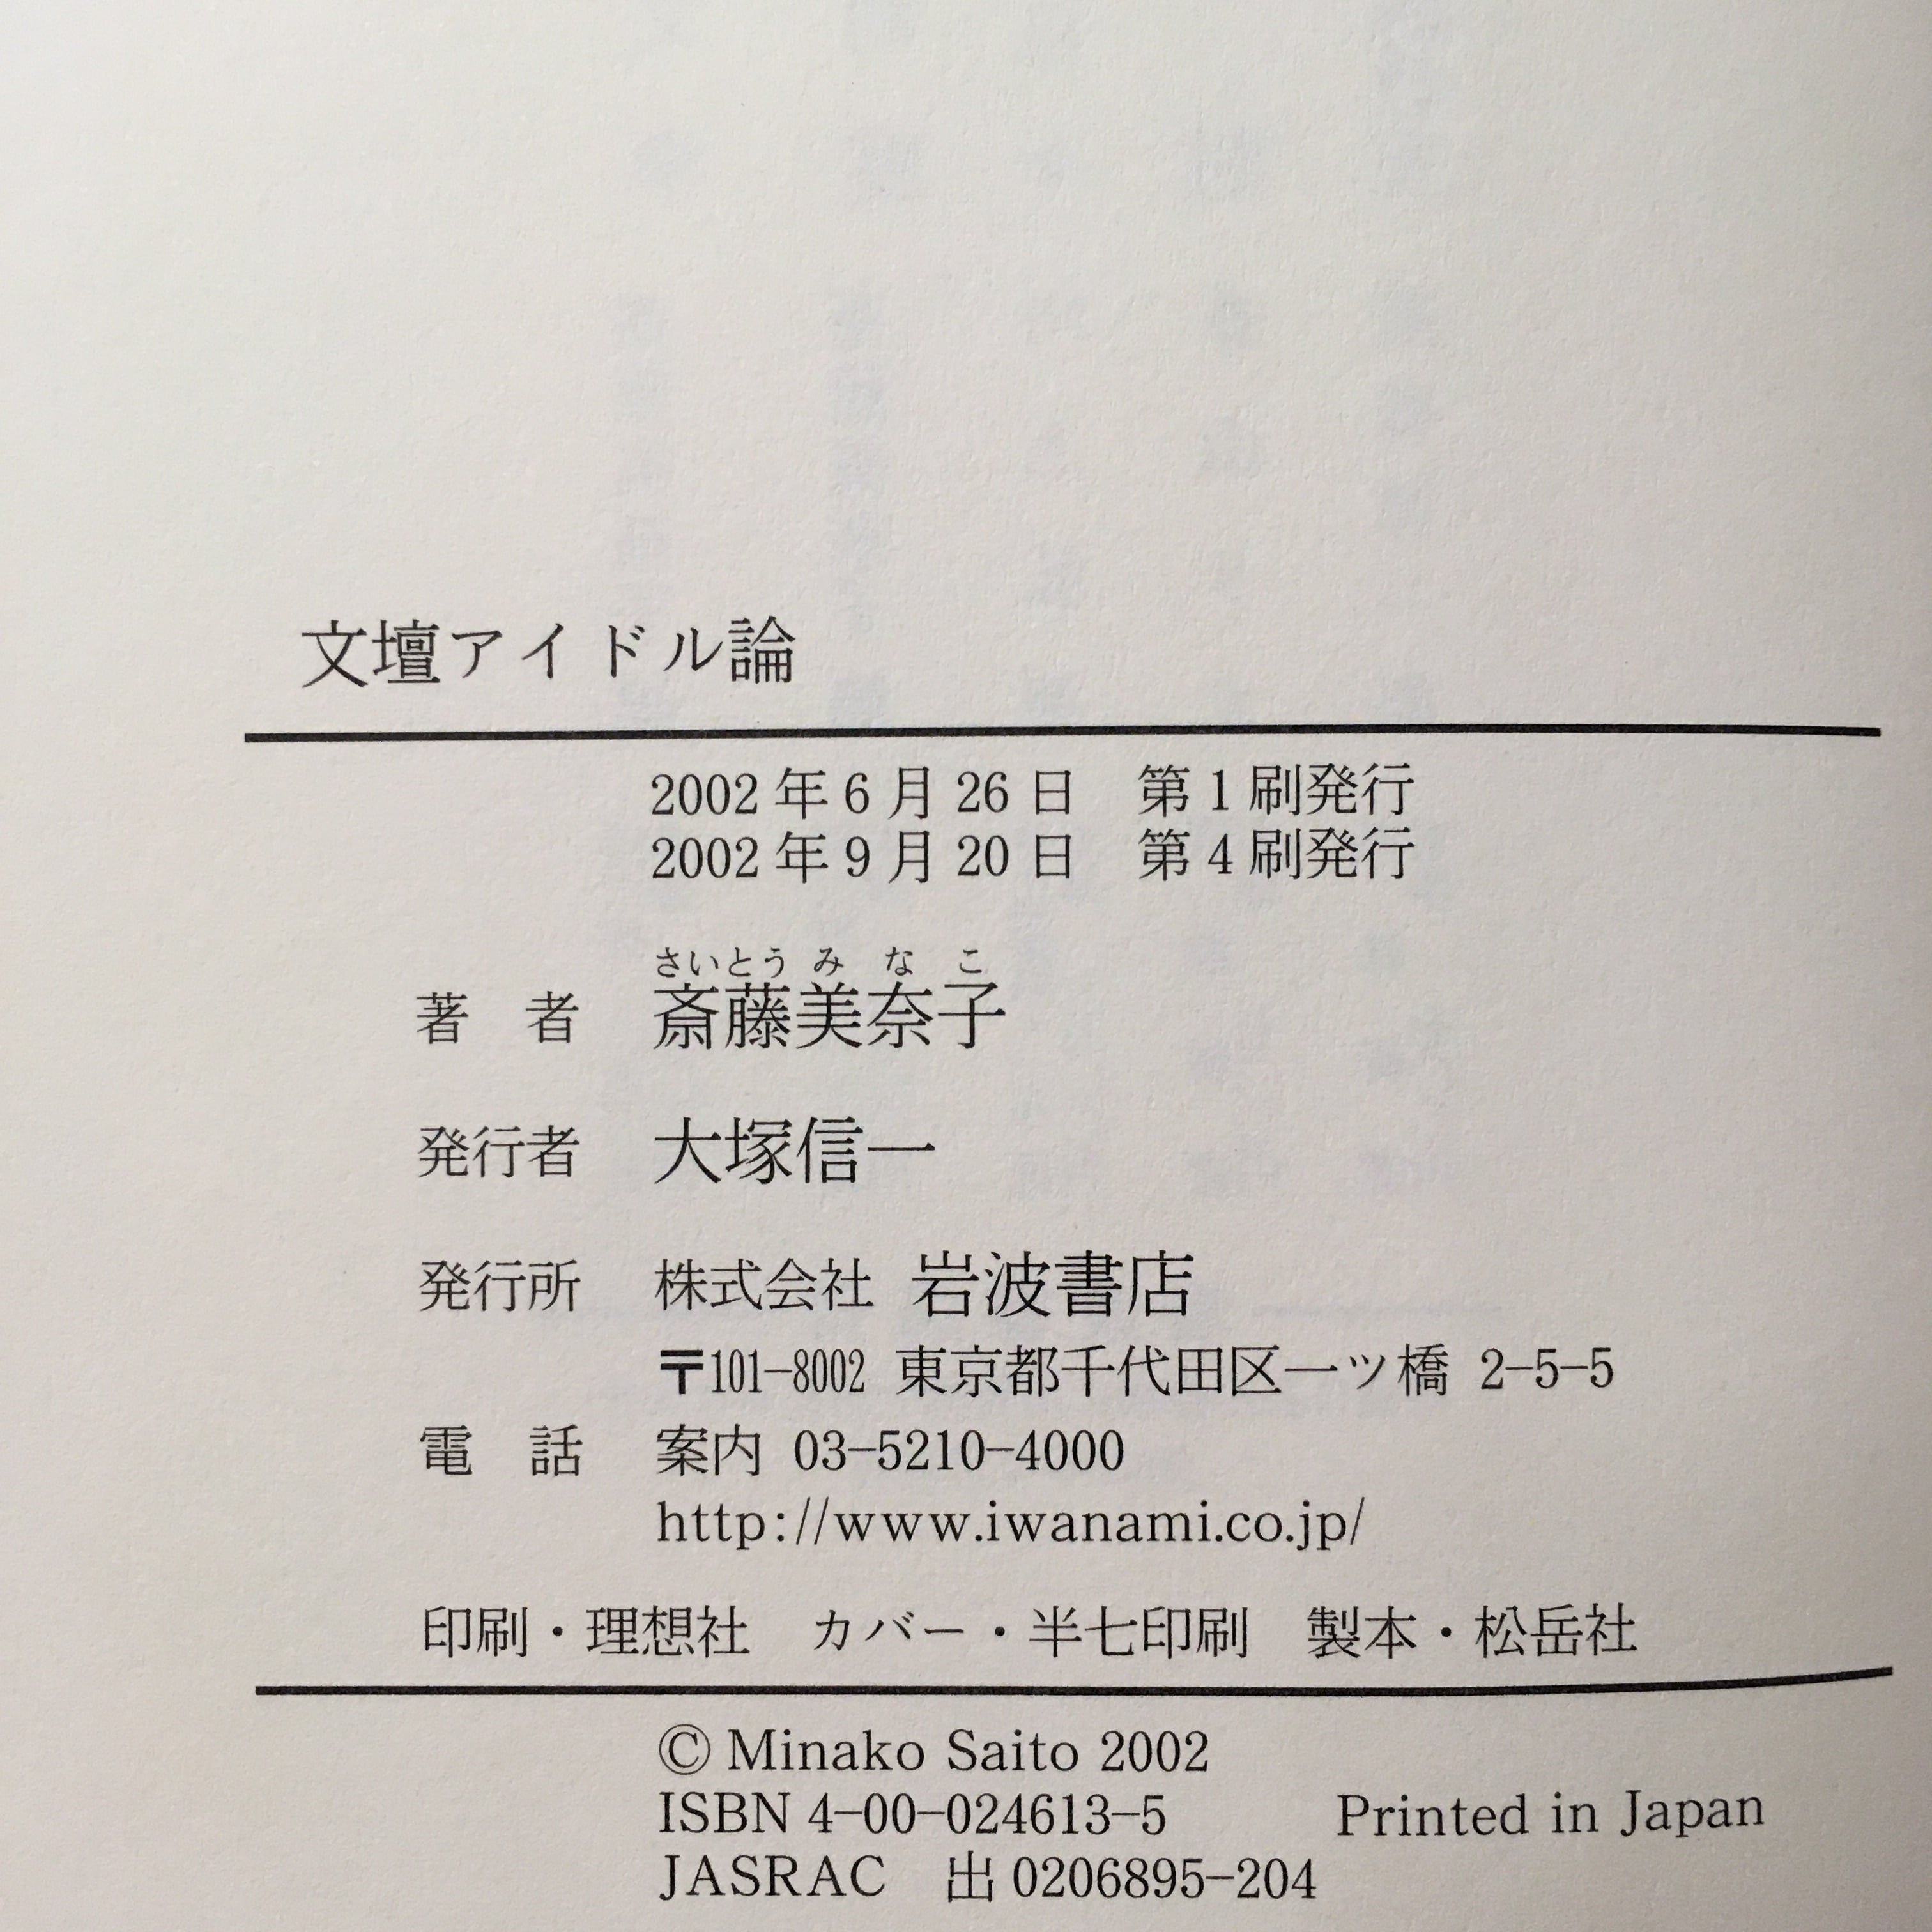 文壇アイドル論
2002年6月26日　第1刷発行
2002年9月20日　第4刷発行
さいとう み な こ
著　者　斎藤美奈子
発行者　大塚信一
発行所　株式会社 岩波書店
〒101-8002 東京都千代田区一ツ橋 2-5-5
電　話　案内 03-5210-4000
http://www.iwanami.co.jp/
印刷・理想社　カバー・半七印刷　製本・松岳社
© Minako Saito 2002
ISBN 4-00-024613-5　Printed in Japan
JASRAC　出 0206895-204